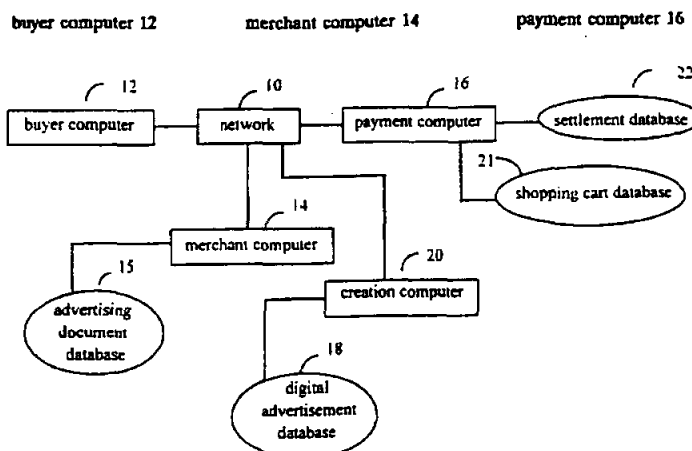 buyer computer 12
merchant computer 14
payment computer 16
12
10
16
22
buyer computer
network
payment computer
settlement database
21
shopping cart database
14
merchant computer
15
20
creation computer
advertising
document
database
18
digital
advertisement
database